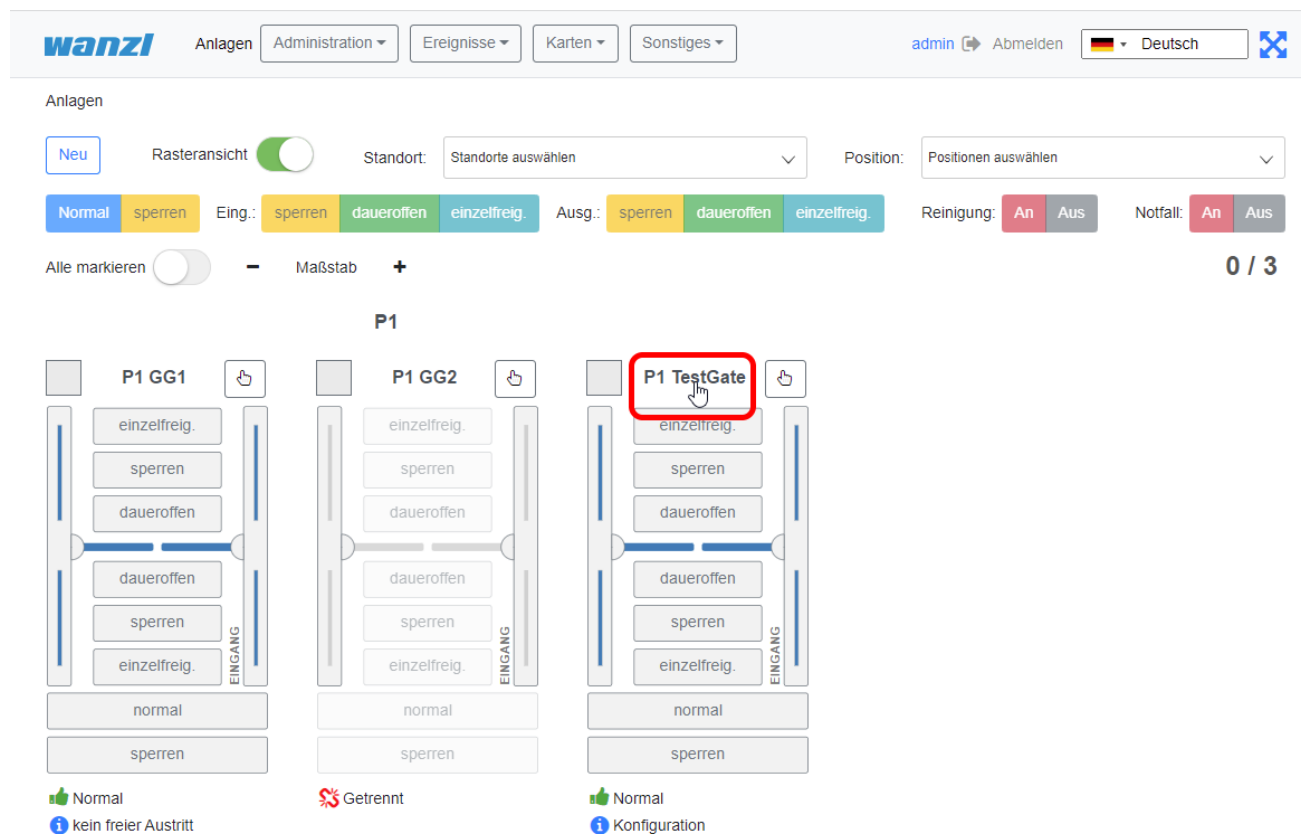 wanzl Anlagen Administration Ereignisse Karten Sonstiges admin Abmelden Deutsch
Anlagen
Neu Rasteransicht Standort: Standorte auswählen Position: Positionen auswählen
Normal sperren Eing.: sperren daueroffen einzelfreig. Ausg.: sperren daueroffen einzelfreig. Reinigung: An Aus Notfall: An Aus
Alle markieren − Maßstab + 0 / 3
P1
P1 GG1 P1 GG2 P1 TestGate
einzelfreig. einzelfreig. einzelfreig.
sperren sperren sperren
daueroffen daueroffen daueroffen
daueroffen daueroffen daueroffen
sperren sperren sperren
einzelfreig. EINGANG einzelfreig. EINGANG einzelfreig. EINGANG
normal normal normal
sperren sperren sperren
Normal Getrennt Normal
kein freier Austritt Konfiguration